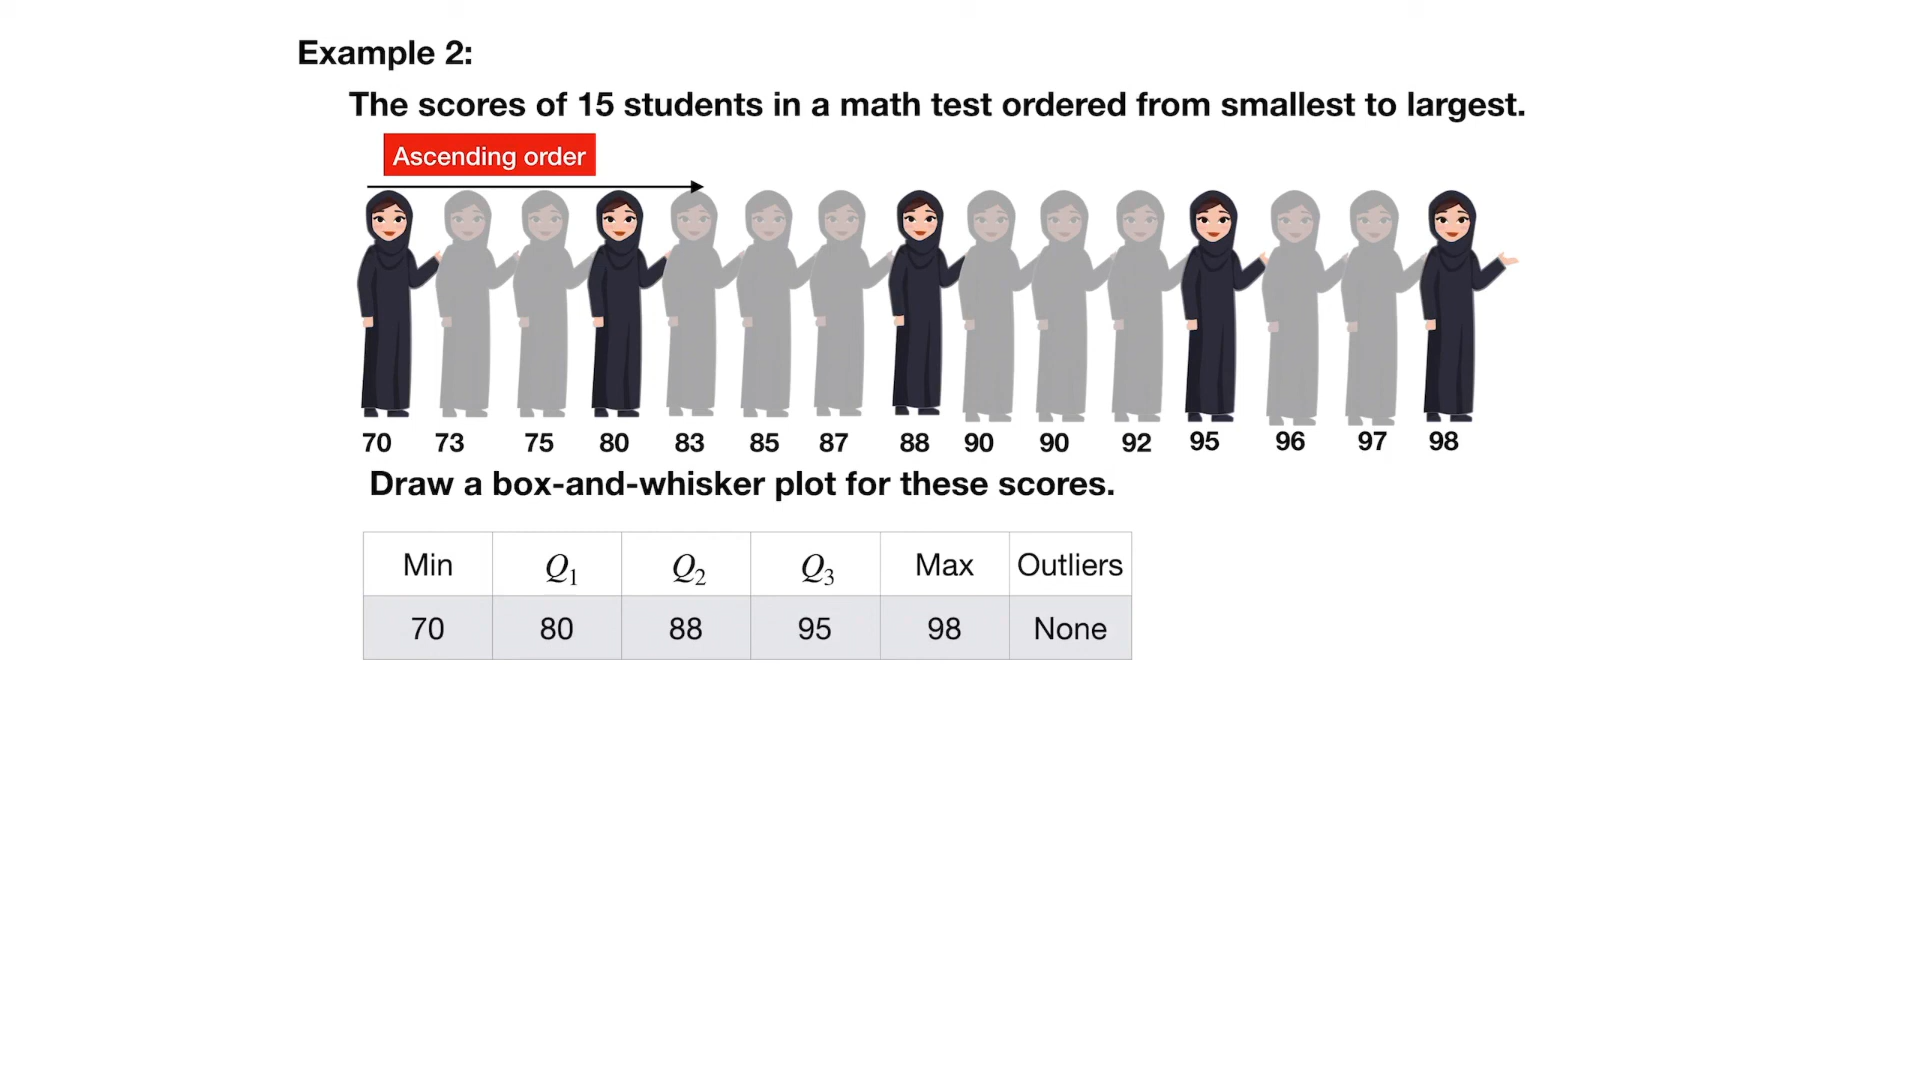 Example 2:
The scores of 15 students in a math test ordered from smallest to largest.
Ascending order
70 73 75 80 83 85 87 88 90 90 92 95 96 97 98
Draw a box-and-whisker plot for these scores.
Min Q₁ Q₂ Q₃ Max Outliers
70 80 88 95 98 None